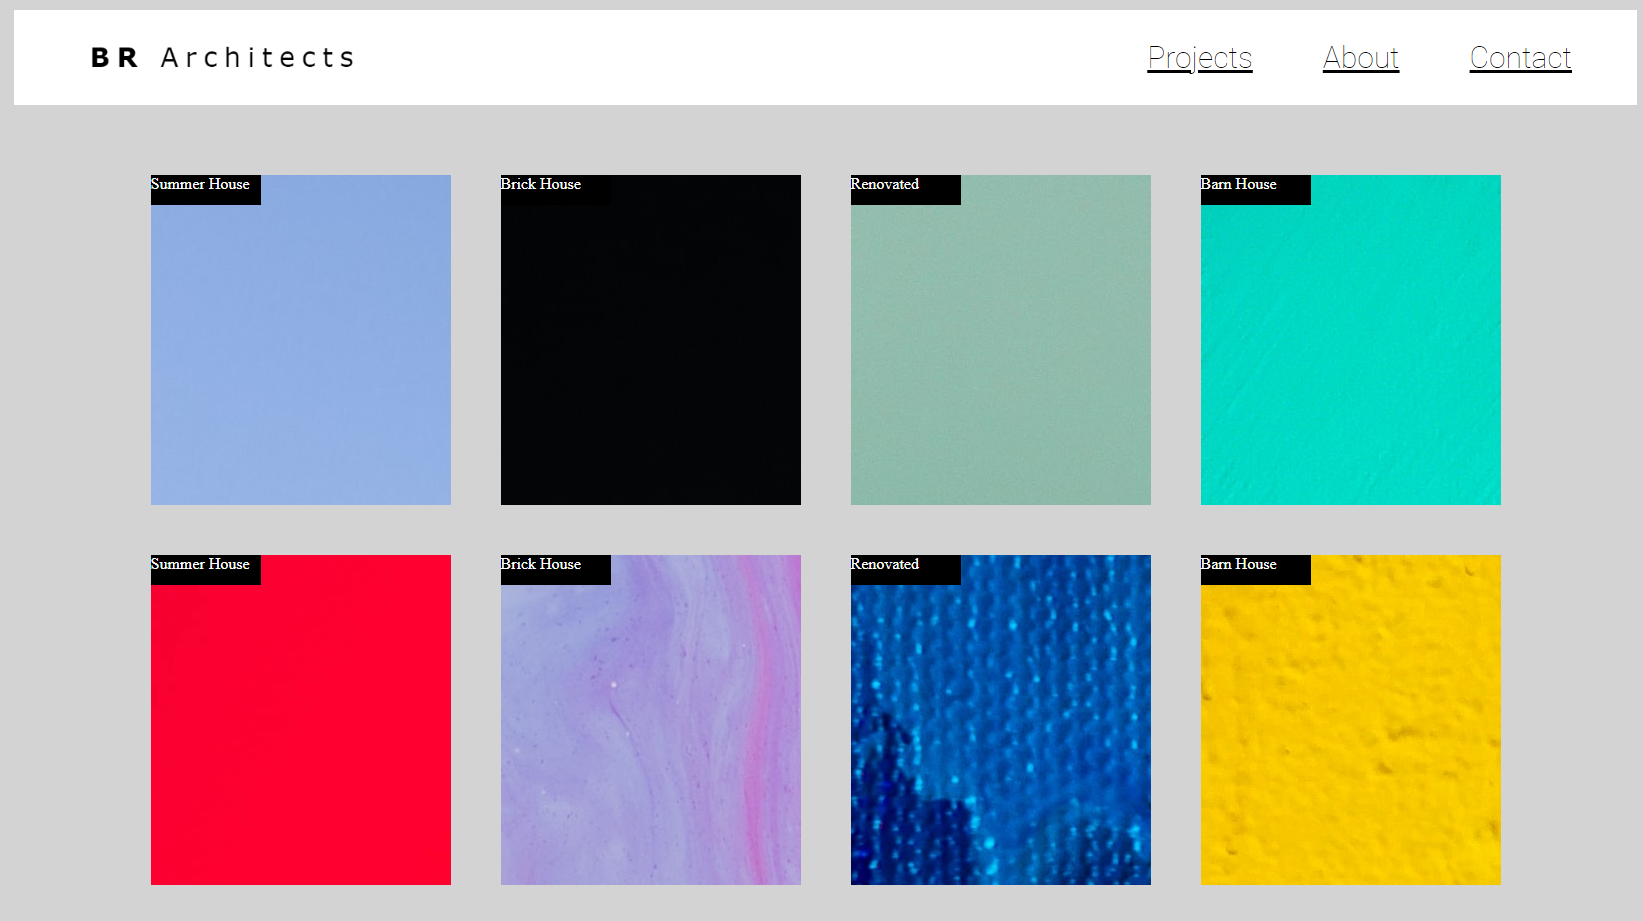 BR Architects
Projects About Contact
Summer House
Brick House
Renovated
Barn House
Summer House
Brick House
Renovated
Barn House